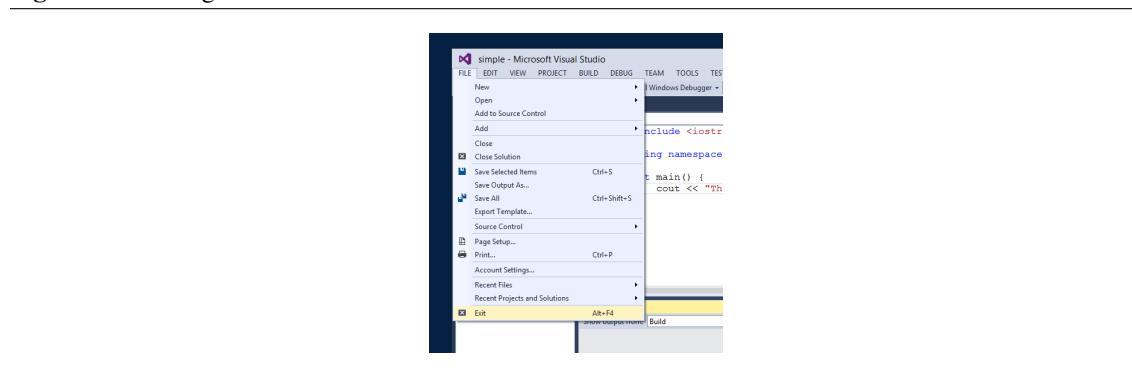 simple - Microsoft Visual Studio
FILE EDIT VIEW PROJECT BUILD DEBUG TEAM TOOLS TES
New
l Windows Debugger
Open
Add to Source Control
Add
nclude <iostr
Close
Close Solution
ing namespace
Save Selected Items Ctrl+S
t main() {
Save Output As...
cout << "Th
Save All Ctrl+Shift+S
Export Template...
Source Control
Page Setup...
Print... Ctrl+P
Account Settings...
Recent Files
Recent Projects and Solutions
Exit Alt+F4
Show output from: Build